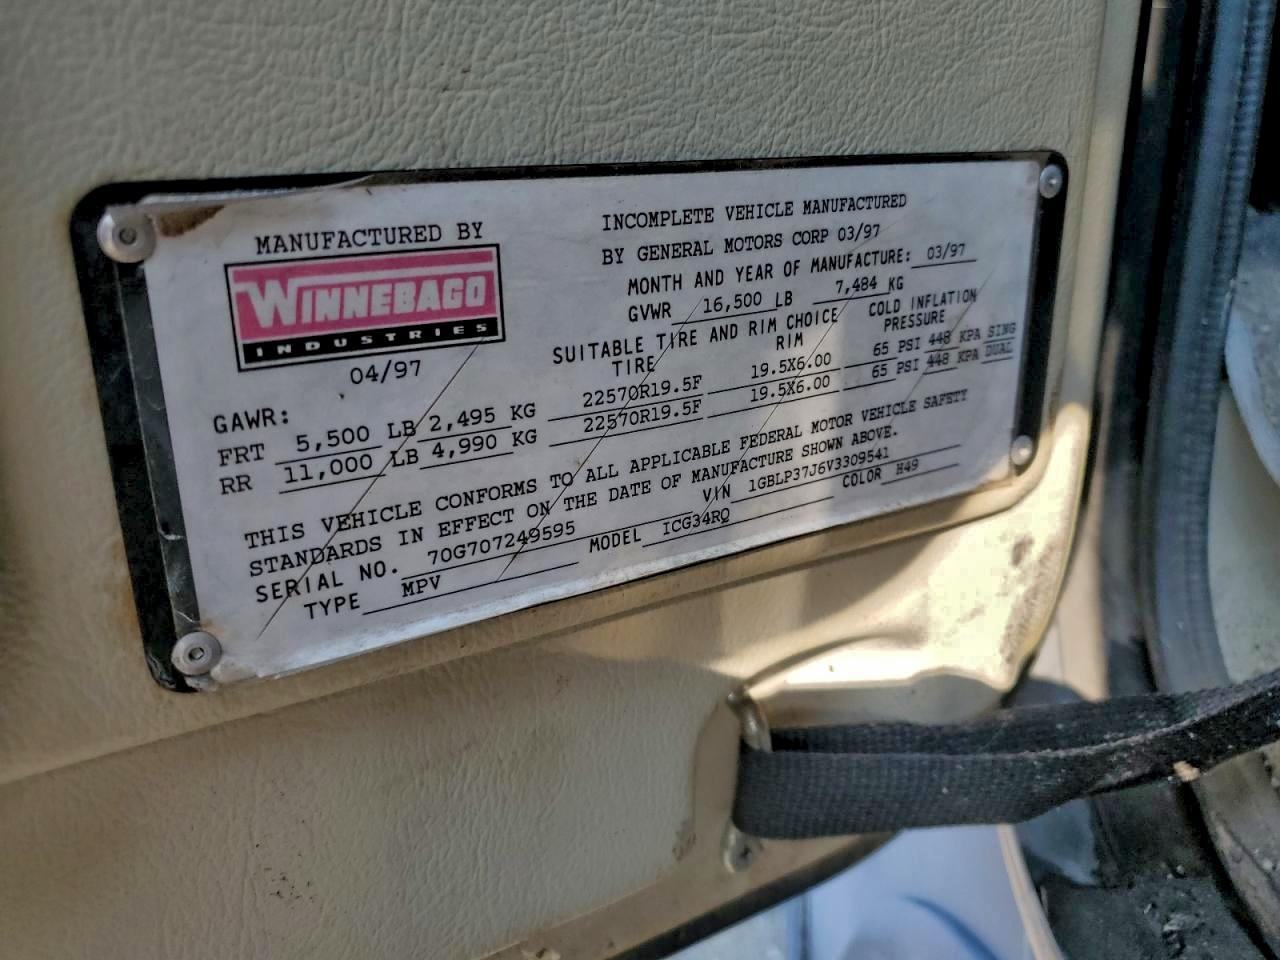 MANUFACTURED BY
WINNEBAGO
INDUSTRIES
04/97
INCOMPLETE VEHICLE MANUFACTURED
BY GENERAL MOTORS CORP 03/97
MONTH AND YEAR OF MANUFACTURE: 03/97
GVWR 16,500 LB 7,484 KG
SUITABLE TIRE AND RIM CHOICE COLD INFLATION
TIRE RIM PRESSURE
GAWR:
FRT 5,500 LB 2,495 KG 22570R19.5F 19.5X6.00 65 PSI 448 KPA SING
RR 11,000 LB 4,990 KG 22570R19.5F 19.5X6.00 65 PSI 448 KPA DUAL
THIS VEHICLE CONFORMS TO ALL APPLICABLE FEDERAL MOTOR VEHICLE SAFETY
STANDARDS IN EFFECT ON THE DATE OF MANUFACTURE SHOWN ABOVE.
SERIAL NO. 70G707249595 VIN 1GBLP37J6V3309541
TYPE MPV MODEL ICG34RQ COLOR H49